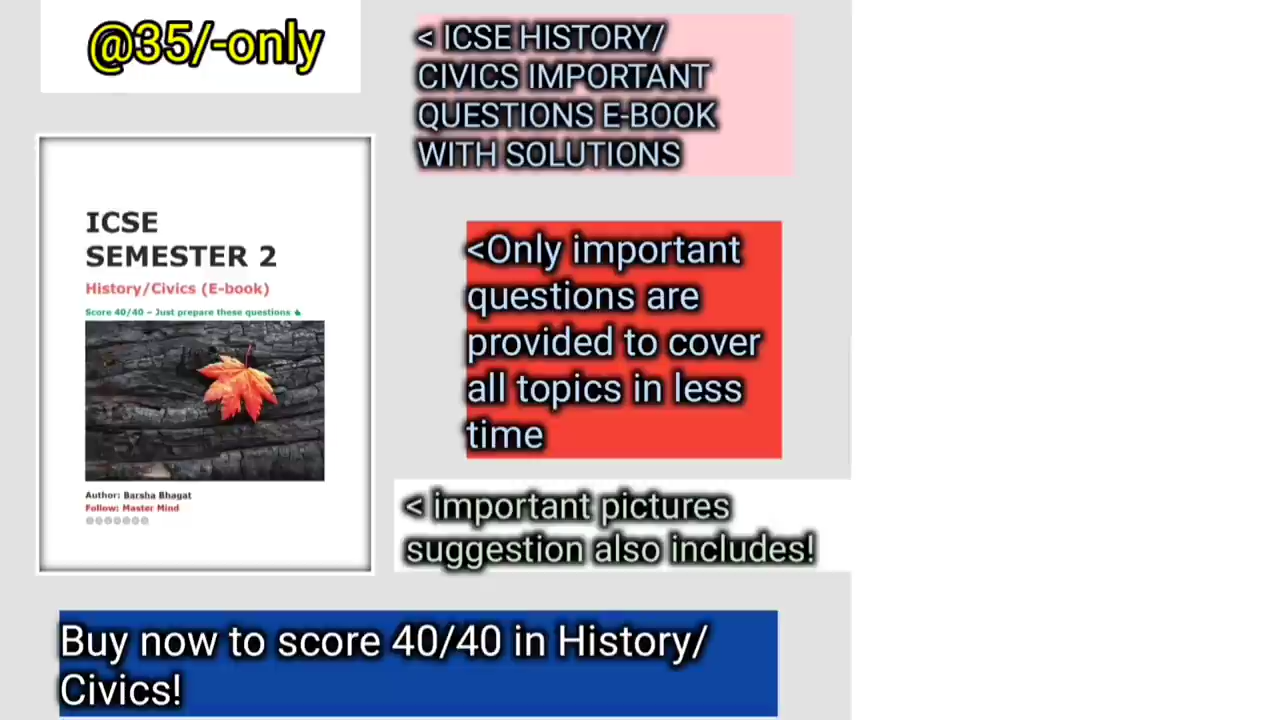 @35/-only
< ICSE HISTORY/
CIVICS IMPORTANT
QUESTIONS E-BOOK
WITH SOLUTIONS
ICSE
SEMESTER 2
History/Civics (E-book)
Score 40/40 – Just prepare these questions
Author: Barsha Bhagat
Follow: Master Mind
<Only important
questions are
provided to cover
all topics in less
time
< important pictures
suggestion also includes!
Buy now to score 40/40 in History/
Civics!